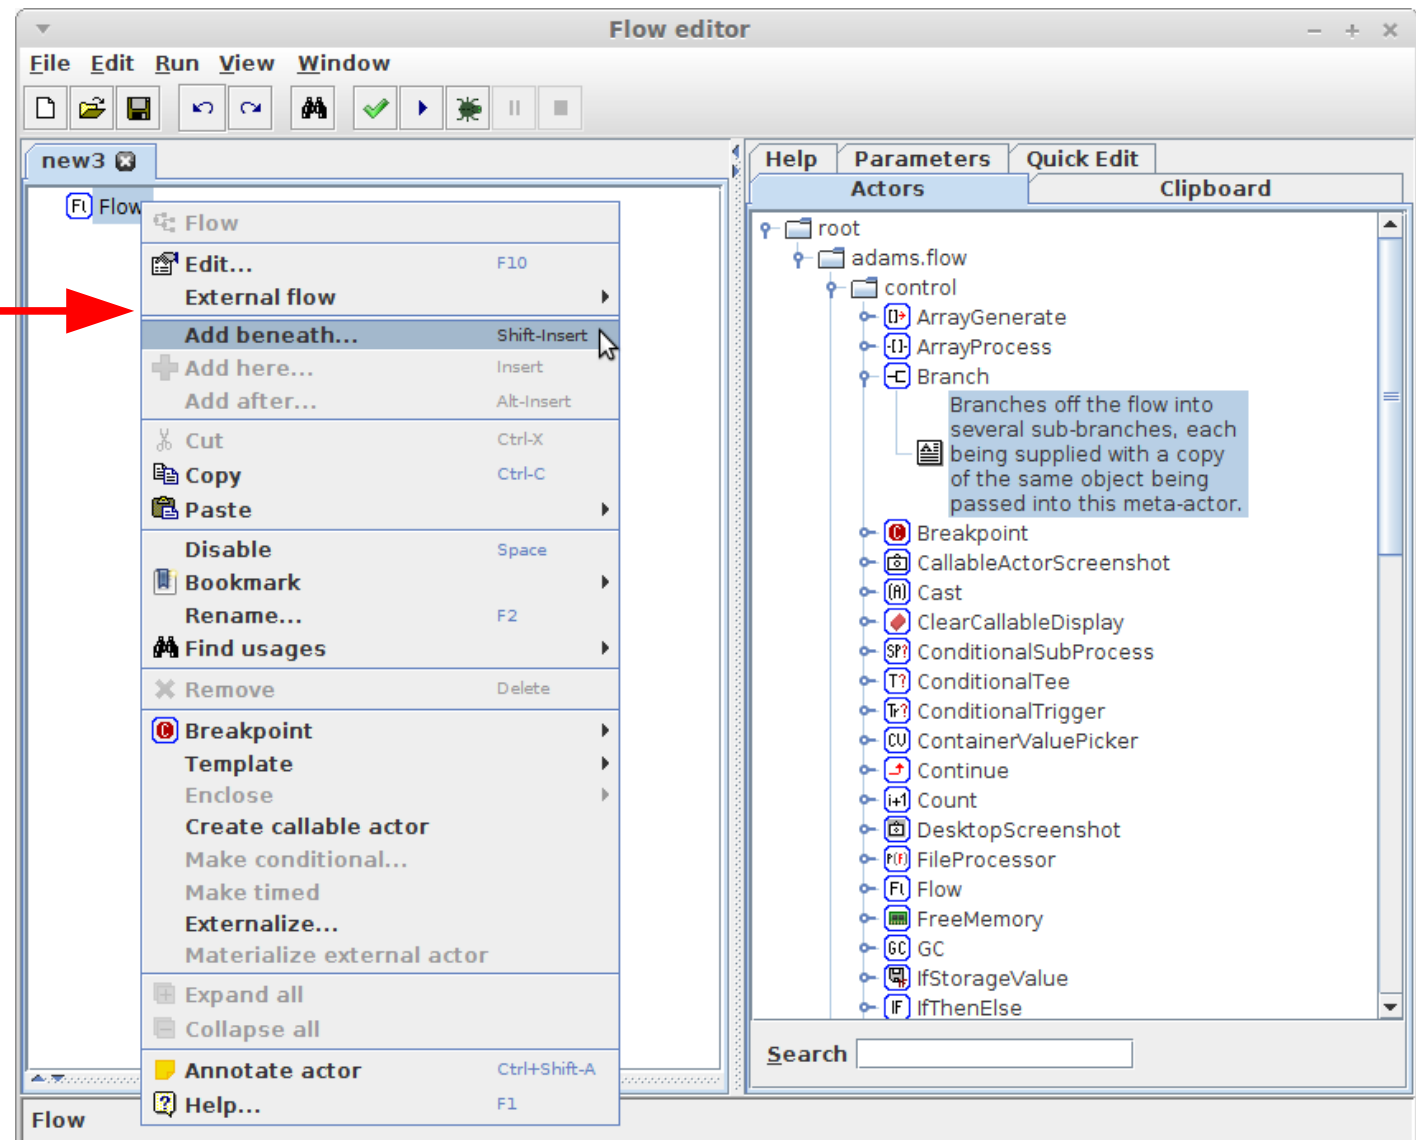 Flow editor
File Edit Run View Window
new3
Flow
Flow
Edit... F10
External flow
Add beneath... Shift-Insert
Add here... Insert
Add after... Alt-Insert
Cut Ctrl-X
Copy Ctrl-C
Paste
Disable Space
Bookmark
Rename... F2
Find usages
Remove Delete
Breakpoint
Template
Enclose
Create callable actor
Make conditional...
Make timed
Externalize...
Materialize external actor
Expand all
Collapse all
Annotate actor Ctrl+Shift-A
Help... F1
Flow
Help Parameters Quick Edit
Actors Clipboard
root
adams.flow
control
ArrayGenerate
ArrayProcess
Branch
Branches off the flow into
several sub-branches, each
being supplied with a copy
of the same object being
passed into this meta-actor.
Breakpoint
CallableActorScreenshot
Cast
ClearCallableDisplay
ConditionalSubProcess
ConditionalTee
ConditionalTrigger
ContainerValuePicker
Continue
Count
DesktopScreenshot
FileProcessor
Flow
FreeMemory
GC
IfStorageValue
IfThenElse
Search